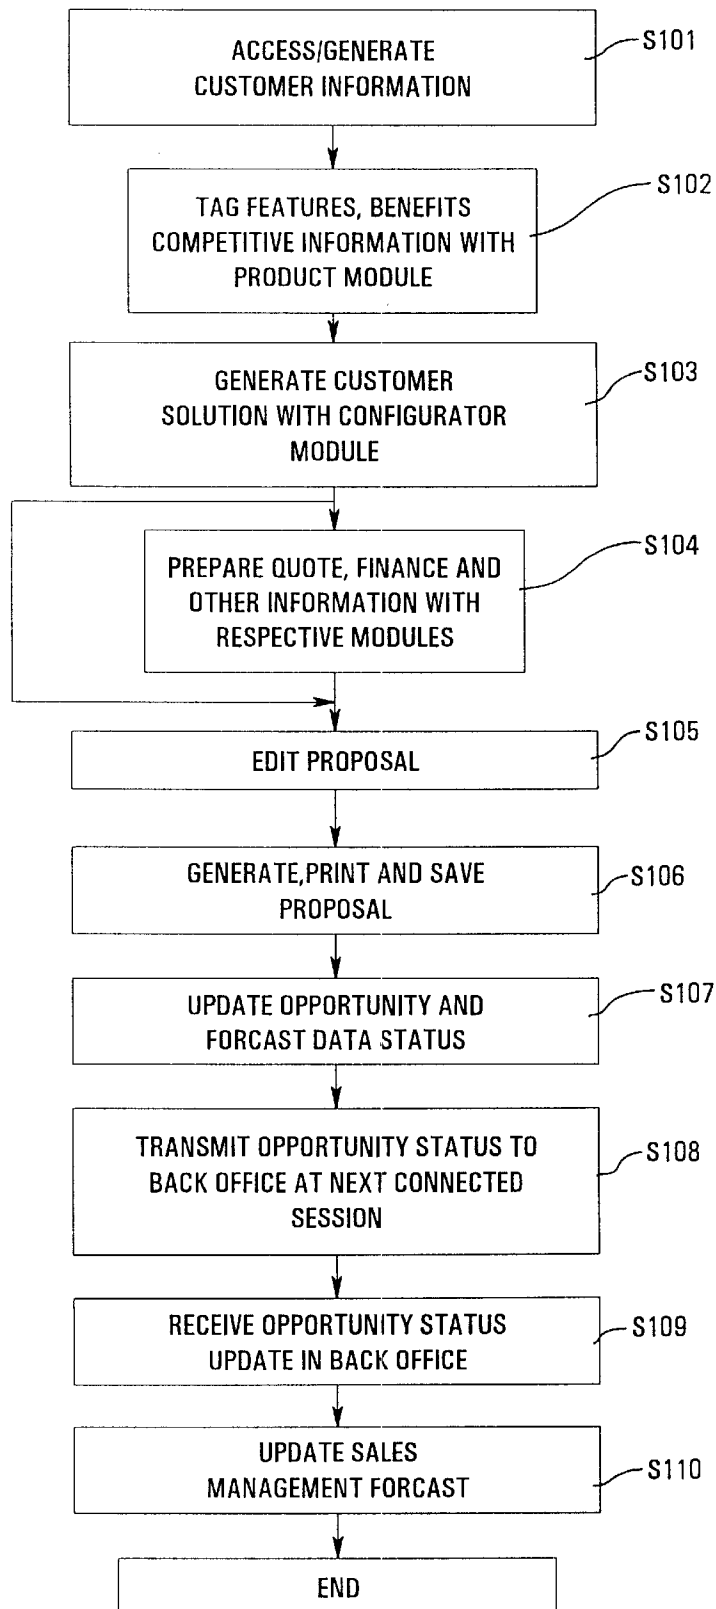 ACCESS/GENERATE
CUSTOMER INFORMATION
S101
TAG FEATURES, BENEFITS
COMPETITIVE INFORMATION WITH
PRODUCT MODULE
S102
GENERATE CUSTOMER
SOLUTION WITH CONFIGURATOR
MODULE
S103
PREPARE QUOTE, FINANCE AND
OTHER INFORMATION WITH
RESPECTIVE MODULES
S104
EDIT PROPOSAL
S105
GENERATE,PRINT AND SAVE
PROPOSAL
S106
UPDATE OPPORTUNITY AND
FORCAST DATA STATUS
S107
TRANSMIT OPPORTUNITY STATUS TO
BACK OFFICE AT NEXT CONNECTED
SESSION
S108
RECEIVE OPPORTUNITY STATUS
UPDATE IN BACK OFFICE
S109
UPDATE SALES
MANAGEMENT FORCAST
S110
END